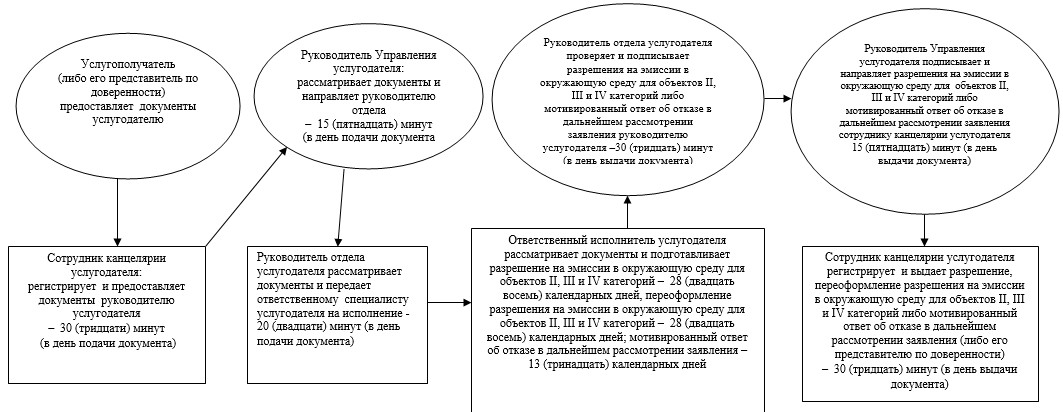 Услугополучатель
(либо его представитель по
доверенности)
предоставляет документы
услугодателю
Сотрудник канцелярии
услугодателя:
регистрирует и предоставляет
документы руководителю
услугодателя
– 30 (тридцати) минут
(в день подачи документа)
Руководитель Управления
услугодателя:
рассматривает документы и
направляет руководителю
отдела
– 15 (пятнадцать) минут
(в день подачи документа
Руководитель отдела
услугодателя рассматривает
документы и передает
ответственному специалисту
услугодателя на исполнение -
20 (двадцати) минут (в день
подачи документа)
Ответственный исполнитель услугодателя
рассматривает документы и подготавливает
разрешение на эмиссии в окружающую среду для
объектов II, III и IV категорий – 28 (двадцать
восемь) календарных дней, переоформление
разрешения на эмиссии в окружающую среду для
объектов II, III и IV категорий – 28 (двадцать
восемь) календарных дней; мотивированный ответ
об отказе в дальнейшем рассмотрении заявления –
13 (тринадцать) календарных дней
Руководитель отдела услугодателя
проверяет и подписывает
разрешения на эмиссии в
окружающую среду для объектов II,
III и IV категорий либо
мотивированный ответ об отказе в
дальнейшем рассмотрении
заявления руководителю
услугодателя –30 (тридцать) минут
(в день выдачи документа)
Руководитель Управления
услугодателя подписывает и
направляет разрешения на эмиссии в
окружающую среду для объектов II,
III и IV категорий либо
мотивированный ответ об отказе в
дальнейшем рассмотрении заявления
сотруднику канцелярии услугодателя
15 (пятнадцать) минут (в день
выдачи документа)
Сотрудник канцелярии услугодателя
регистрирует и выдает разрешение,
переоформление разрешения на эмиссии
в окружающую среду для объектов II, III
и IV категорий либо мотивированный
ответ об отказе в дальнейшем
рассмотрении заявления (либо его
представителю по доверенности)
– 30 (тридцать) минут (в день выдачи
документа)